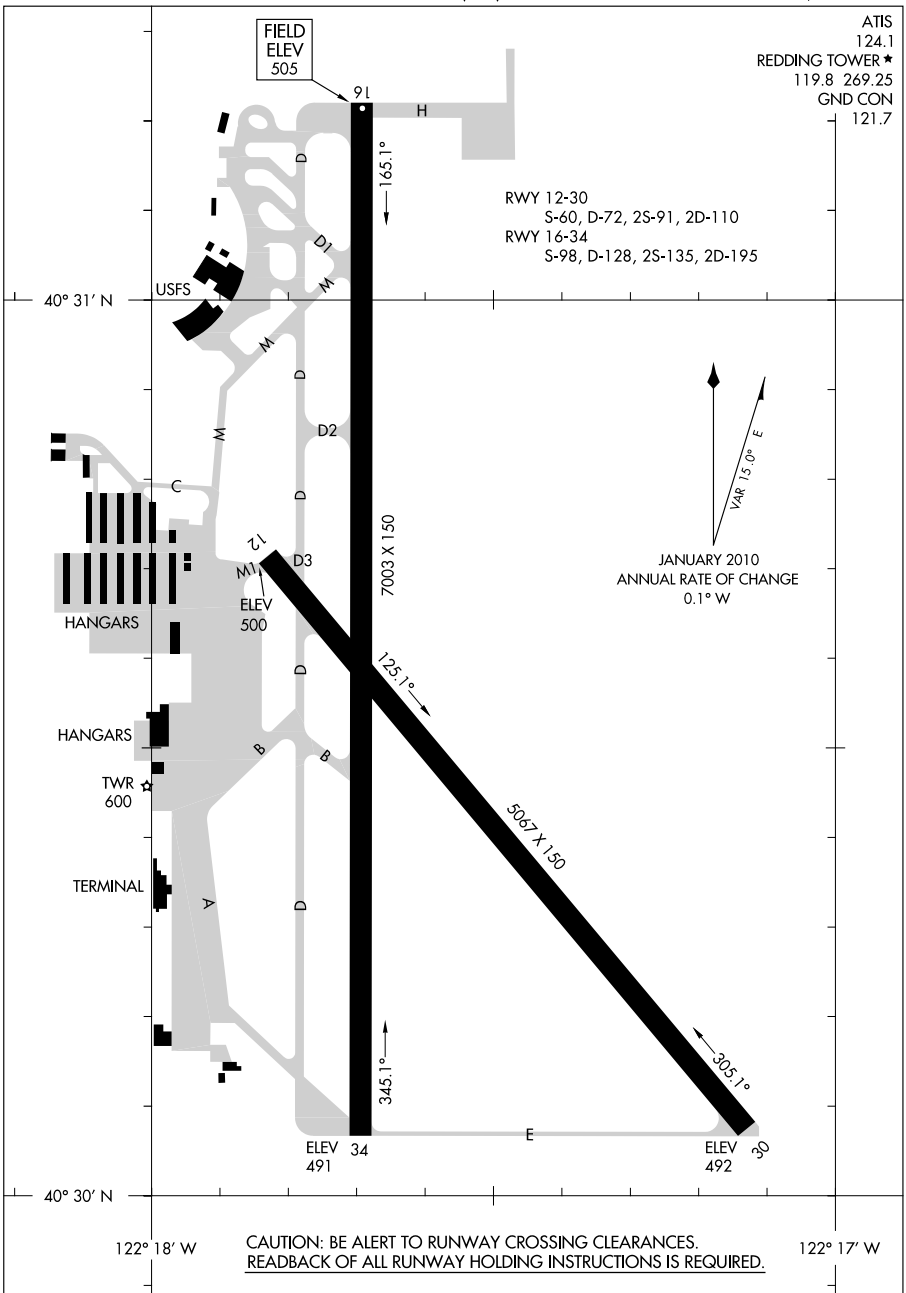 FIELD
ELEV
505
ATIS
124.1
REDDING TOWER ★
119.8 269.25
GND CON
121.7
16
H
D
165.1°
RWY 12-30
S-60, D-72, 2S-91, 2D-110
RWY 16-34
S-98, D-128, 2S-135, 2D-195
D1
M
USFS
40° 31' N
M
D
D2
M
VAR 15.0° E
C
D
7003 X 150
12
D3
JANUARY 2010
ANNUAL RATE OF CHANGE
0.1° W
M1
ELEV
500
HANGARS
125.1°
D
HANGARS
B
B
TWR
600
5067 X 150
TERMINAL
A
D
345.1°
305.1°
E
ELEV
491
34
ELEV
492
30
40° 30' N
122° 18' W
122° 17' W
CAUTION: BE ALERT TO RUNWAY CROSSING CLEARANCES.
READBACK OF ALL RUNWAY HOLDING INSTRUCTIONS IS REQUIRED.